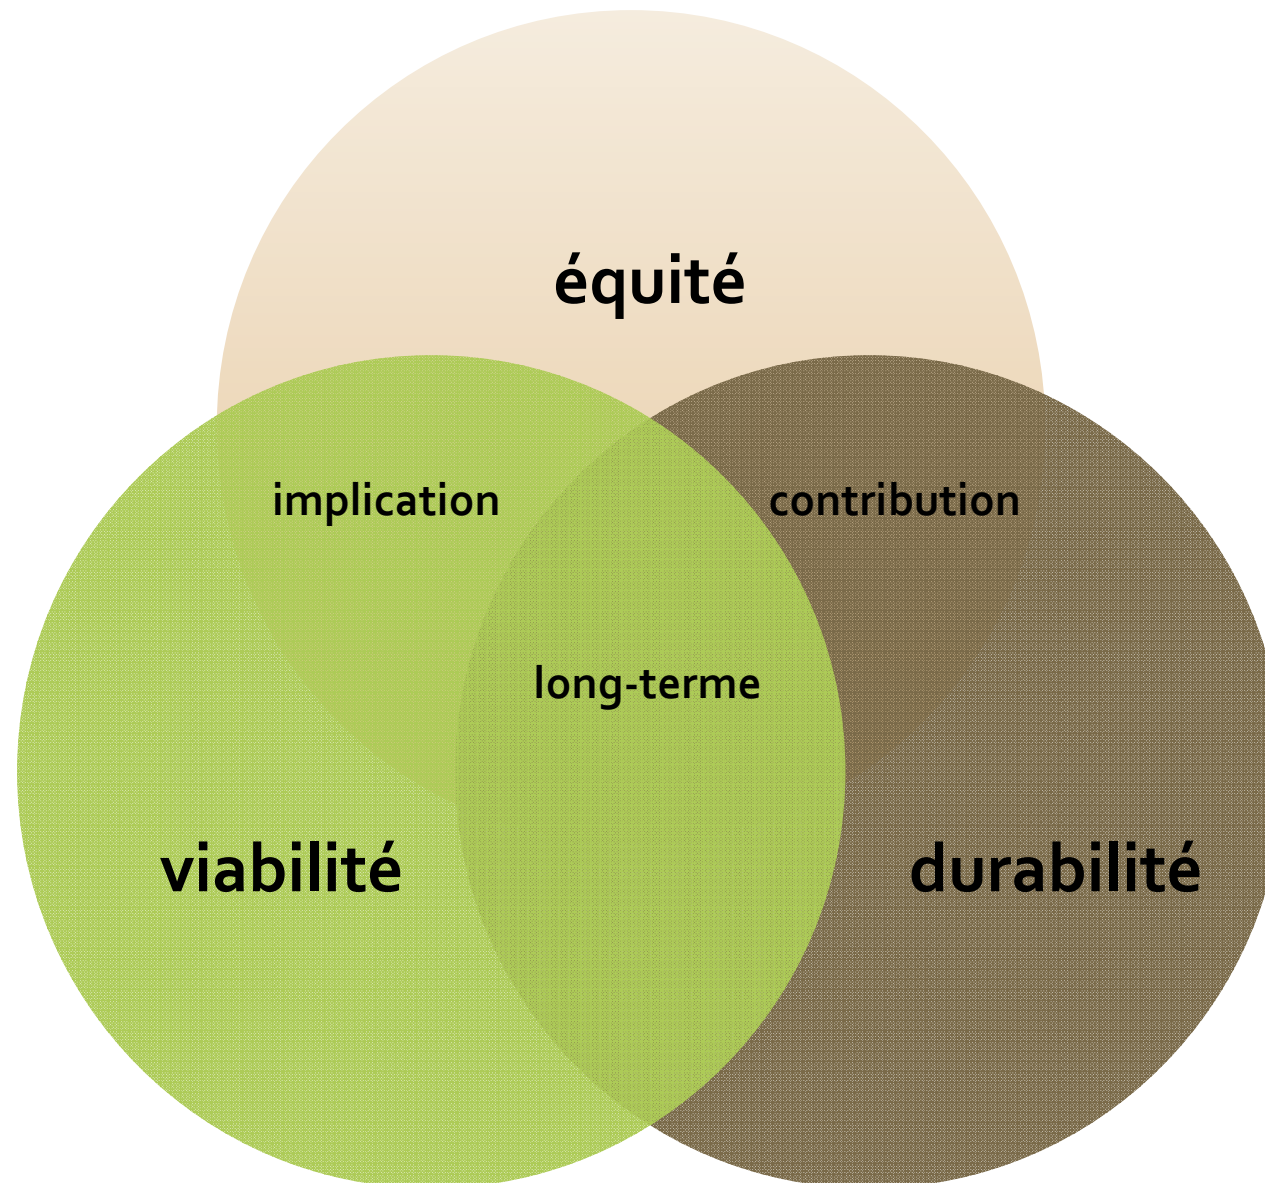 équité
implication
contribution
long-terme
viabilité
durabilité